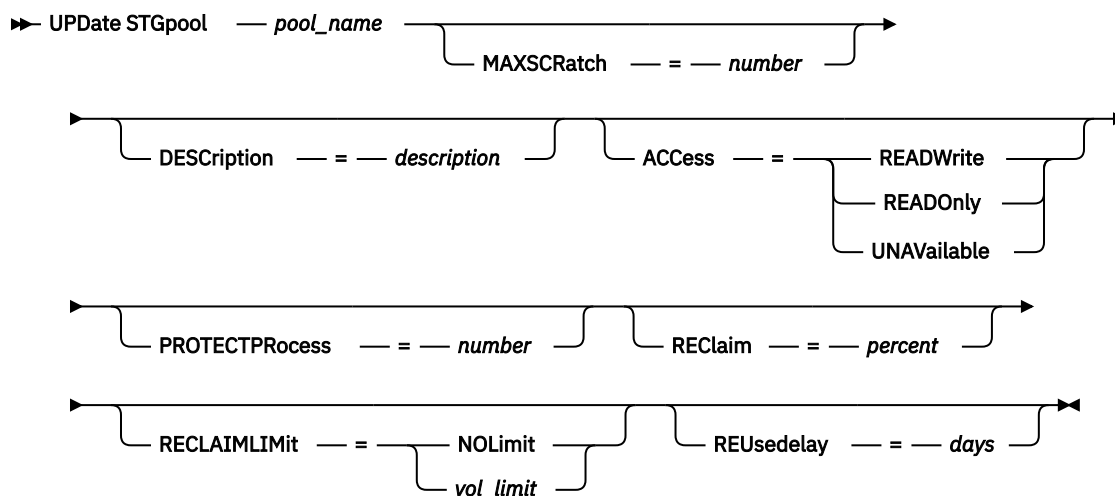 UPDate STGpool pool_name
MAXSCRatch = number
DESCription = description ACCess = READWrite
READOnly
UNAVailable
PROTECTPRocess = number REClaim = percent
RECLAIMLIMit = NOLimit REUsedelay = days
vol_limit